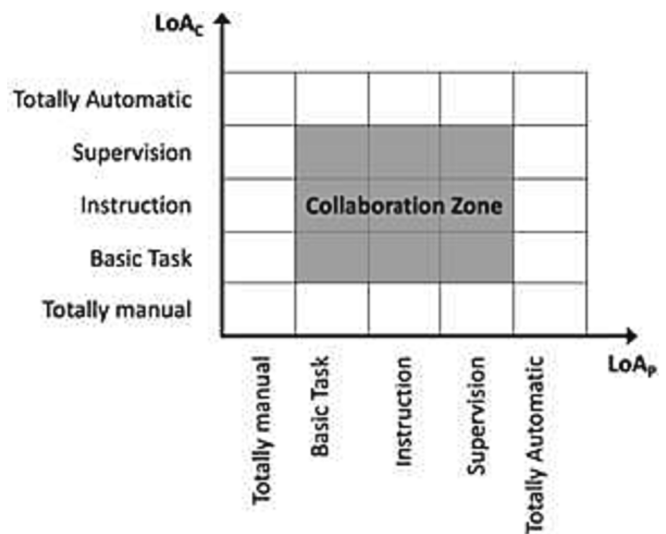 LoAC
Totally Automatic
Supervision
Instruction
Collaboration Zone
Basic Task
Totally manual
LoAP
Totally manual
Basic Task
Instruction
Supervision
Totally Automatic